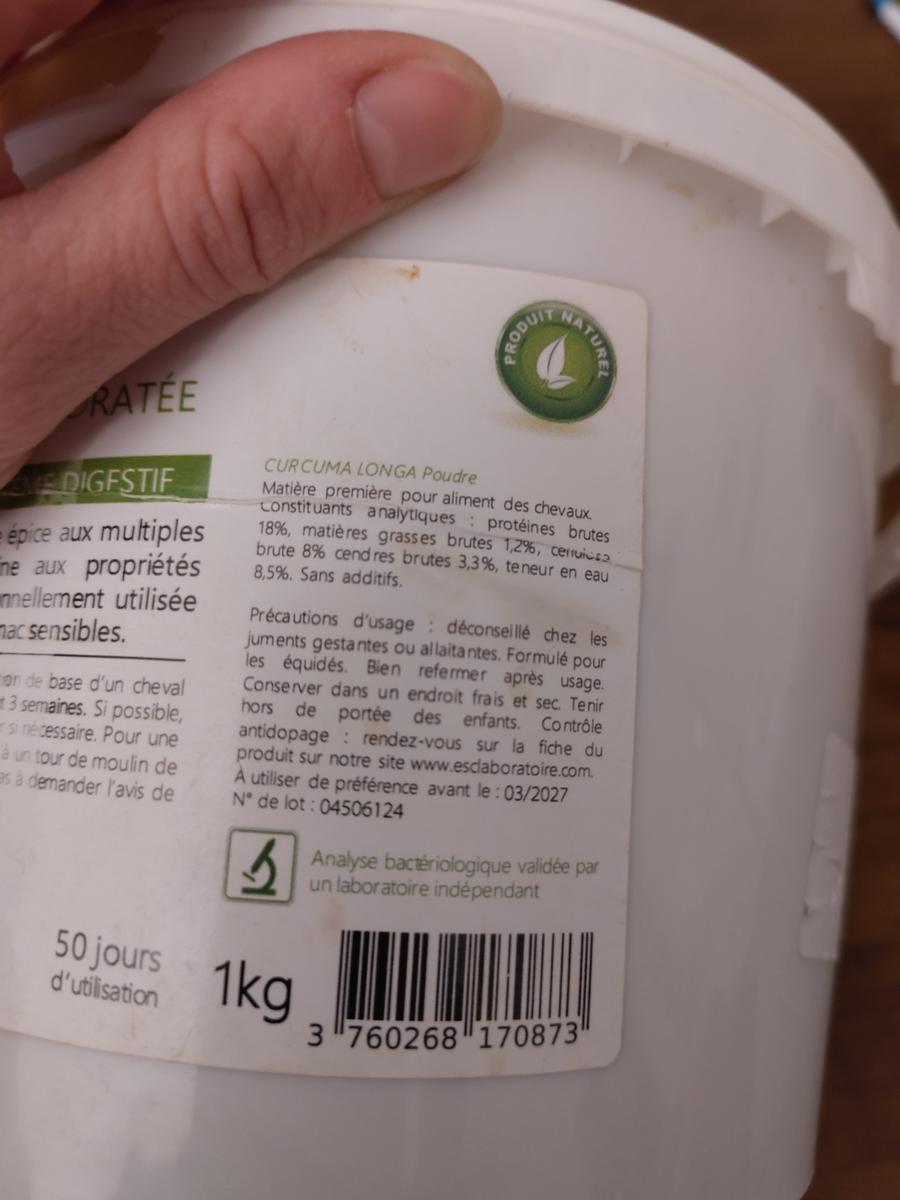 PRODUIT NATUREL
RATÉE
DIGESTIF
épice aux multiples
aux propriétés
utilisée
sensibles.
de base d'un cheval
3 semaines. Si possible,
si nécessaire. Pour une
à un tour de moulin de
à demander l'avis de
50 jours
d'utilisation
CURCUMA LONGA Poudre
Matière première pour aliment des chevaux.
Constituants analytiques : protéines brutes
18%, matières grasses brutes 1,2%, cellulose
brute 8% cendres brutes 3,3%, teneur en eau
8,5%. Sans additifs.
Précautions d'usage : déconseillé chez les
juments gestantes ou allaitantes. Formulé pour
les équidés. Bien refermer après usage.
Conserver dans un endroit frais et sec. Tenir
hors de portée des enfants. Contrôle
antidopage : rendez-vous sur la fiche du
produit sur notre site www.esclaboratoire.com.
À utiliser de préférence avant le : 03/2027
N° de lot : 04506124
Analyse bactériologique validée par
un laboratoire indépendant
1kg
3 760268 170873